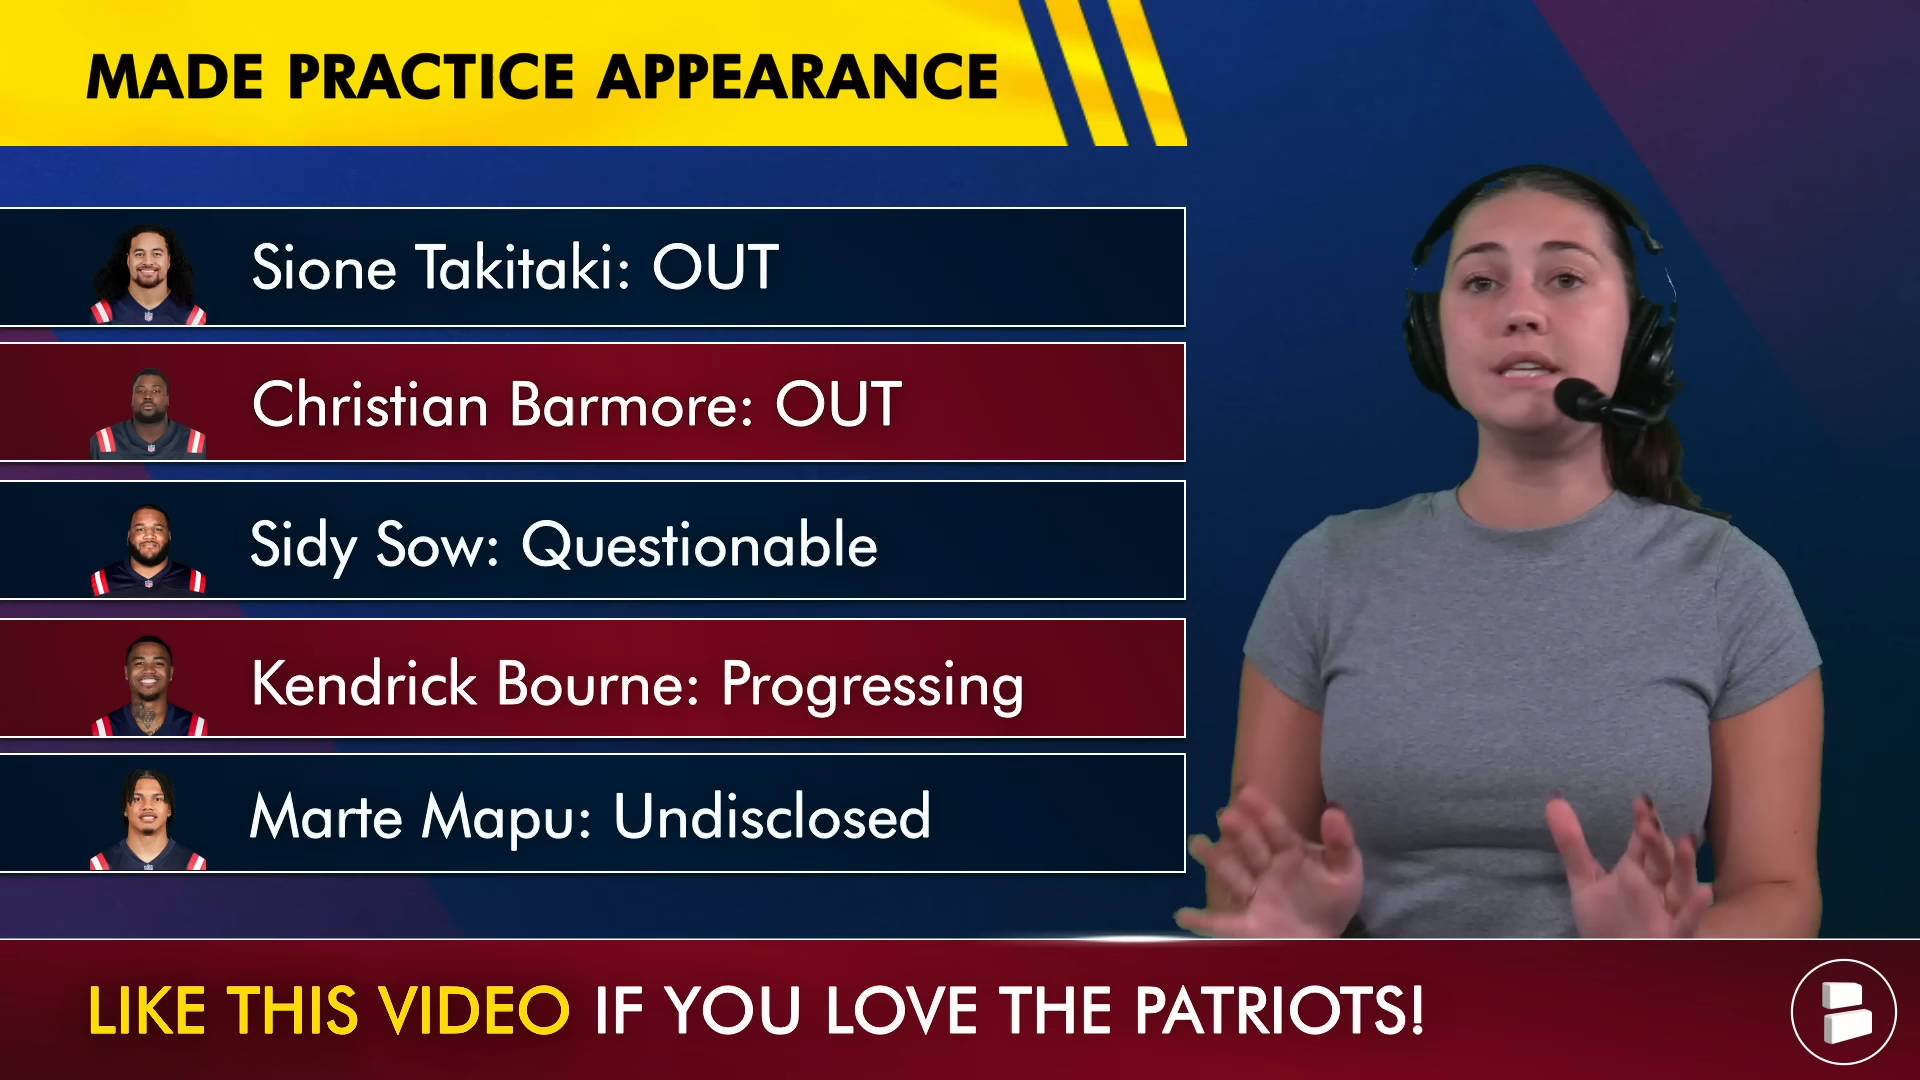 MADE PRACTICE APPEARANCE
Sione Takitaki: OUT
Christian Barmore: OUT
Sidy Sow: Questionable
Kendrick Bourne: Progressing
Marte Mapu: Undisclosed
LIKE THIS VIDEO IF YOU LOVE THE PATRIOTS!